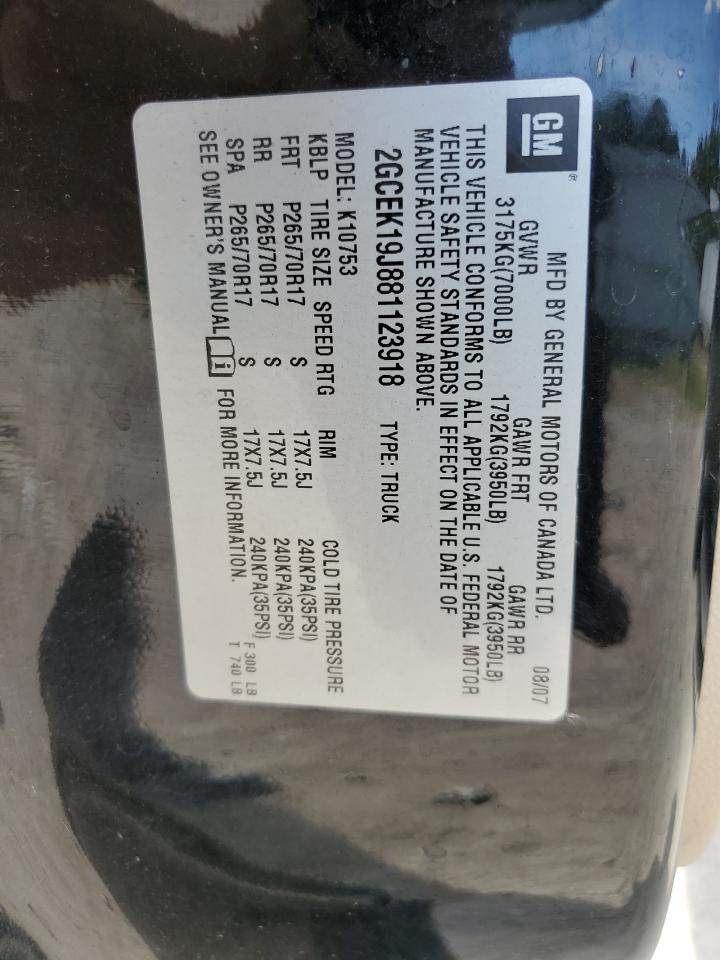 GM®
MFD BY GENERAL MOTORS OF CANADA LTD. 08/07
GVWR GAWR FRT GAWR RR
3175KG(7000LB) 1792KG(3950LB) 1792KG(3950LB)
THIS VEHICLE CONFORMS TO ALL APPLICABLE U.S. FEDERAL MOTOR
VEHICLE SAFETY STANDARDS IN EFFECT ON THE DATE OF
MANUFACTURE SHOWN ABOVE.
2GCEK19J881123918 TYPE: TRUCK
MODEL: K10753
KBLP TIRE SIZE SPEED RTG RIM COLD TIRE PRESSURE
FRT P265/70R17 S 17X7.5J 240KPA(35PSI)
RR P265/70R17 S 17X7.5J 240KPA(35PSI)
SPA P265/70R17 S 17X7.5J 240KPA(35PSI)
SEE OWNER'S MANUAL i FOR MORE INFORMATION.
F 300 LB
T 740 LB